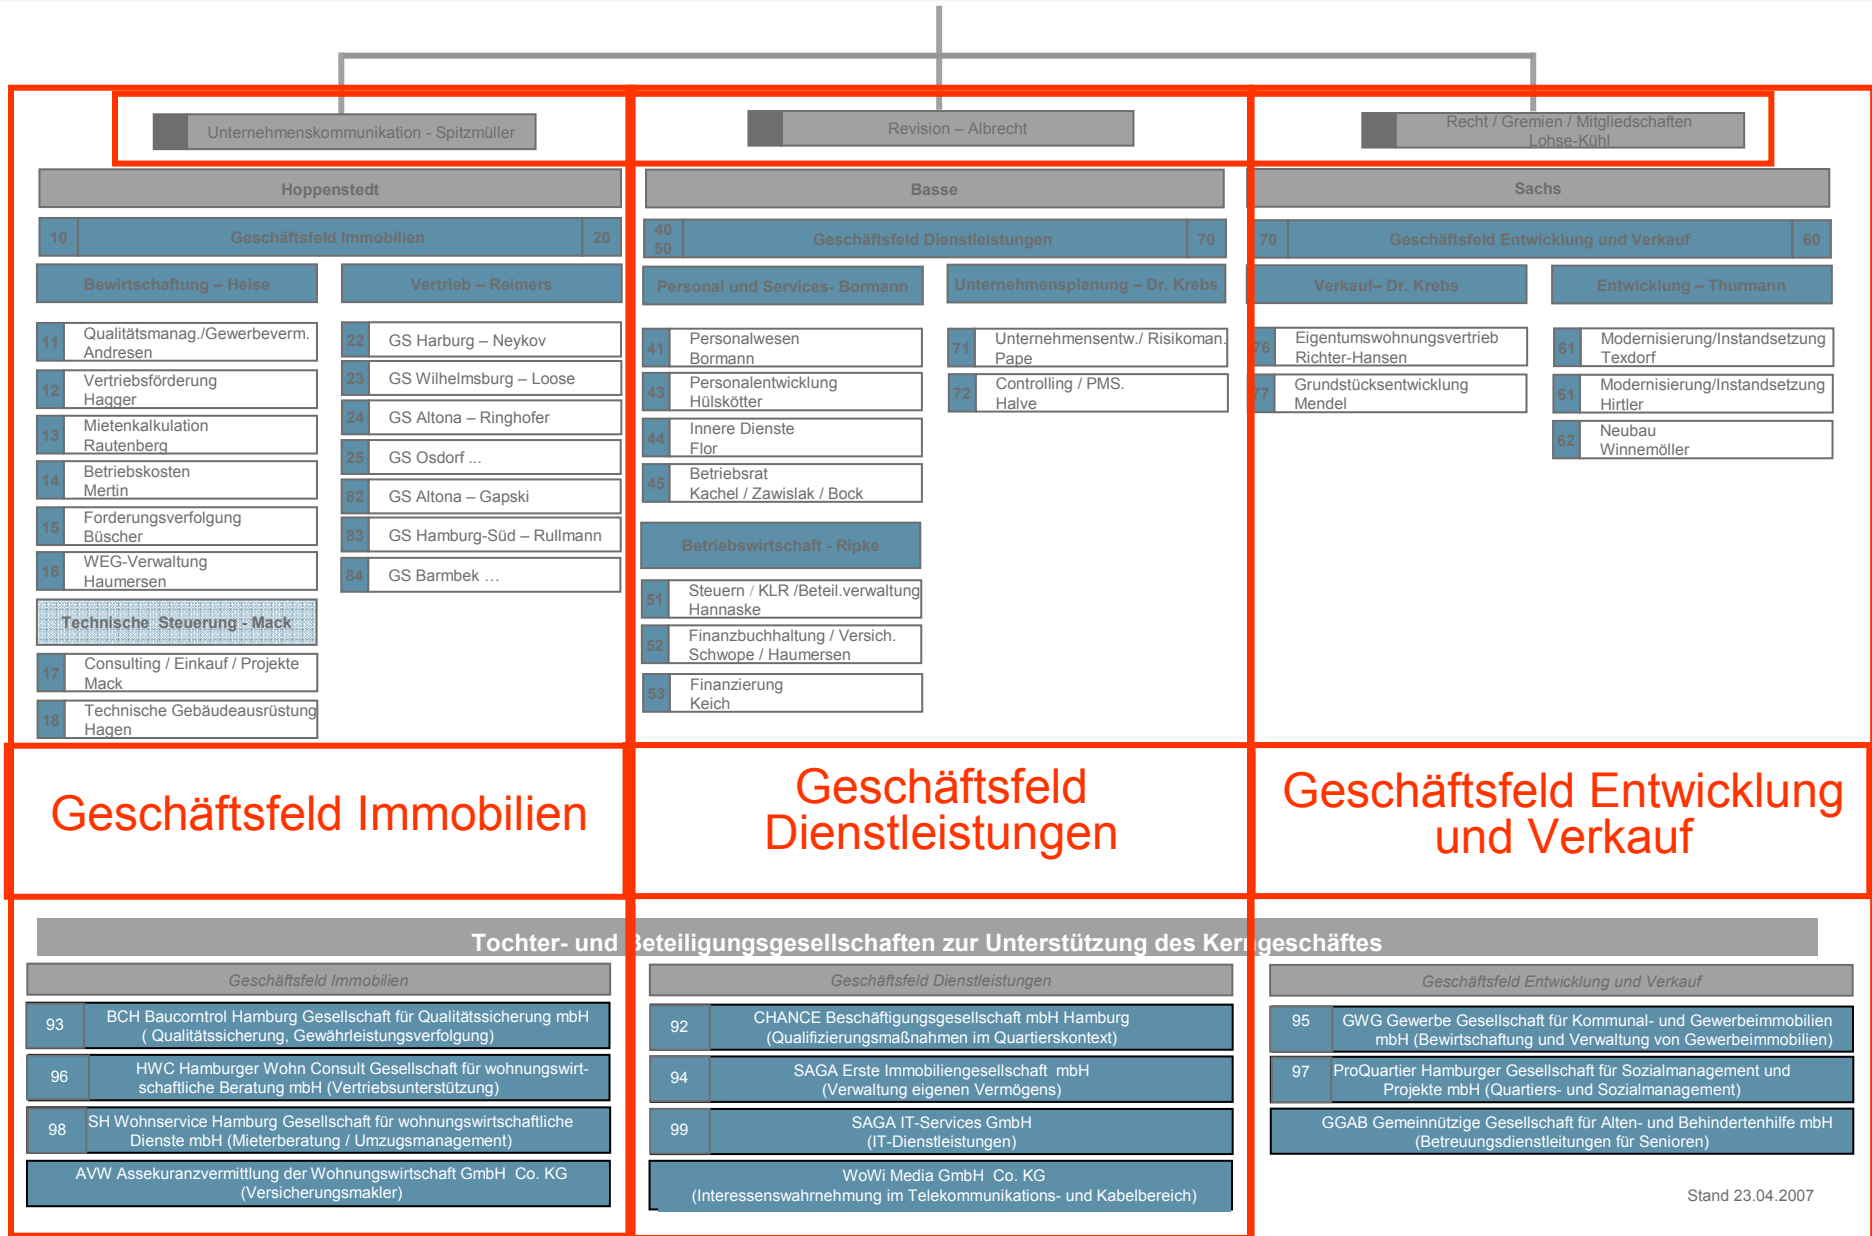 Unternehmenskommunikation - Spitzmüller
Revision – Albrecht
Recht / Gremien / Mitgliedschaften
Lohse-Kühl
Hoppenstedt
10 Geschäftsfeld Immobilien 20
Bewirtschaftung – Heise
11 Qualitätsmanag./Gewerbeverm.
Andresen
12 Vertriebsförderung
Hagger
13 Mietenkalkulation
Rautenberg
14 Betriebskosten
Mertin
15 Forderungsverfolgung
Büscher
16 WEG-Verwaltung
Haumersen
Technische Steuerung - Mack
17 Consulting / Einkauf / Projekte
Mack
18 Technische Gebäudeausrüstung
Hagen
Vertrieb – Reimers
22 GS Harburg – Neykov
23 GS Wilhelmsburg – Loose
24 GS Altona – Ringhofer
25 GS Osdorf ...
82 GS Altona – Gapski
83 GS Hamburg-Süd – Rullmann
84 GS Barmbek …
Basse
40
50
Geschäftsfeld Dienstleistungen 70
Personal und Services- Bormann
41 Personalwesen
Bormann
43 Personalentwicklung
Hülskötter
44 Innere Dienste
Flor
45 Betriebsrat
Kachel / Zawislak / Bock
Betriebswirtschaft - Ripke
51 Steuern / KLR /Beteil.verwaltung
Hannaske
52 Finanzbuchhaltung / Versich.
Schwope / Haumersen
53 Finanzierung
Keich
Unternehmensplanung – Dr. Krebs
71 Unternehmensentw./ Risikoman.
Pape
72 Controlling / PMS.
Halve
Sachs
70 Geschäftsfeld Entwicklung und Verkauf 60
Verkauf– Dr. Krebs
76 Eigentumswohnungsvertrieb
Richter-Hansen
77 Grundstücksentwicklung
Mendel
Entwicklung – Thurmann
61 Modernisierung/Instandsetzung
Texdorf
61 Modernisierung/Instandsetzung
Hirtler
62 Neubau
Winnemöller
Geschäftsfeld Immobilien
Geschäftsfeld
Dienstleistungen
Geschäftsfeld Entwicklung
und Verkauf
Tochter- und Beteiligungsgesellschaften zur Unterstützung des Kerngeschäftes
Geschäftsfeld Immobilien
93 BCH Baucorntrol Hamburg Gesellschaft für Qualitätssicherung mbH
( Qualitätssicherung, Gewährleistungsverfolgung)
96 HWC Hamburger Wohn Consult Gesellschaft für wohnungswirt-
schaftliche Beratung mbH (Vertriebsunterstützung)
98 SH Wohnservice Hamburg Gesellschaft für wohnungswirtschaftliche
Dienste mbH (Mieterberatung / Umzugsmanagement)
AVW Assekuranzvermittlung der Wohnungswirtschaft GmbH Co. KG
(Versicherungsmakler)
Geschäftsfeld Dienstleistungen
92 CHANCE Beschäftigungsgesellschaft mbH Hamburg
(Qualifizierungsmaßnahmen im Quartierskontext)
94 SAGA Erste Immobiliengesellschaft mbH
(Verwaltung eigenen Vermögens)
99 SAGA IT-Services GmbH
(IT-Dienstleistungen)
WoWi Media GmbH Co. KG
(Interessenswahrnehmung im Telekommunikations- und Kabelbereich)
Geschäftsfeld Entwicklung und Verkauf
95 GWG Gewerbe Gesellschaft für Kommunal- und Gewerbeimmobilien
mbH (Bewirtschaftung und Verwaltung von Gewerbeimmobilien)
97 ProQuartier Hamburger Gesellschaft für Sozialmanagement und
Projekte mbH (Quartiers- und Sozialmanagement)
GGAB Gemeinnützige Gesellschaft für Alten- und Behindertenhilfe mbH
(Betreuungsdienstleitungen für Senioren)
Stand 23.04.2007